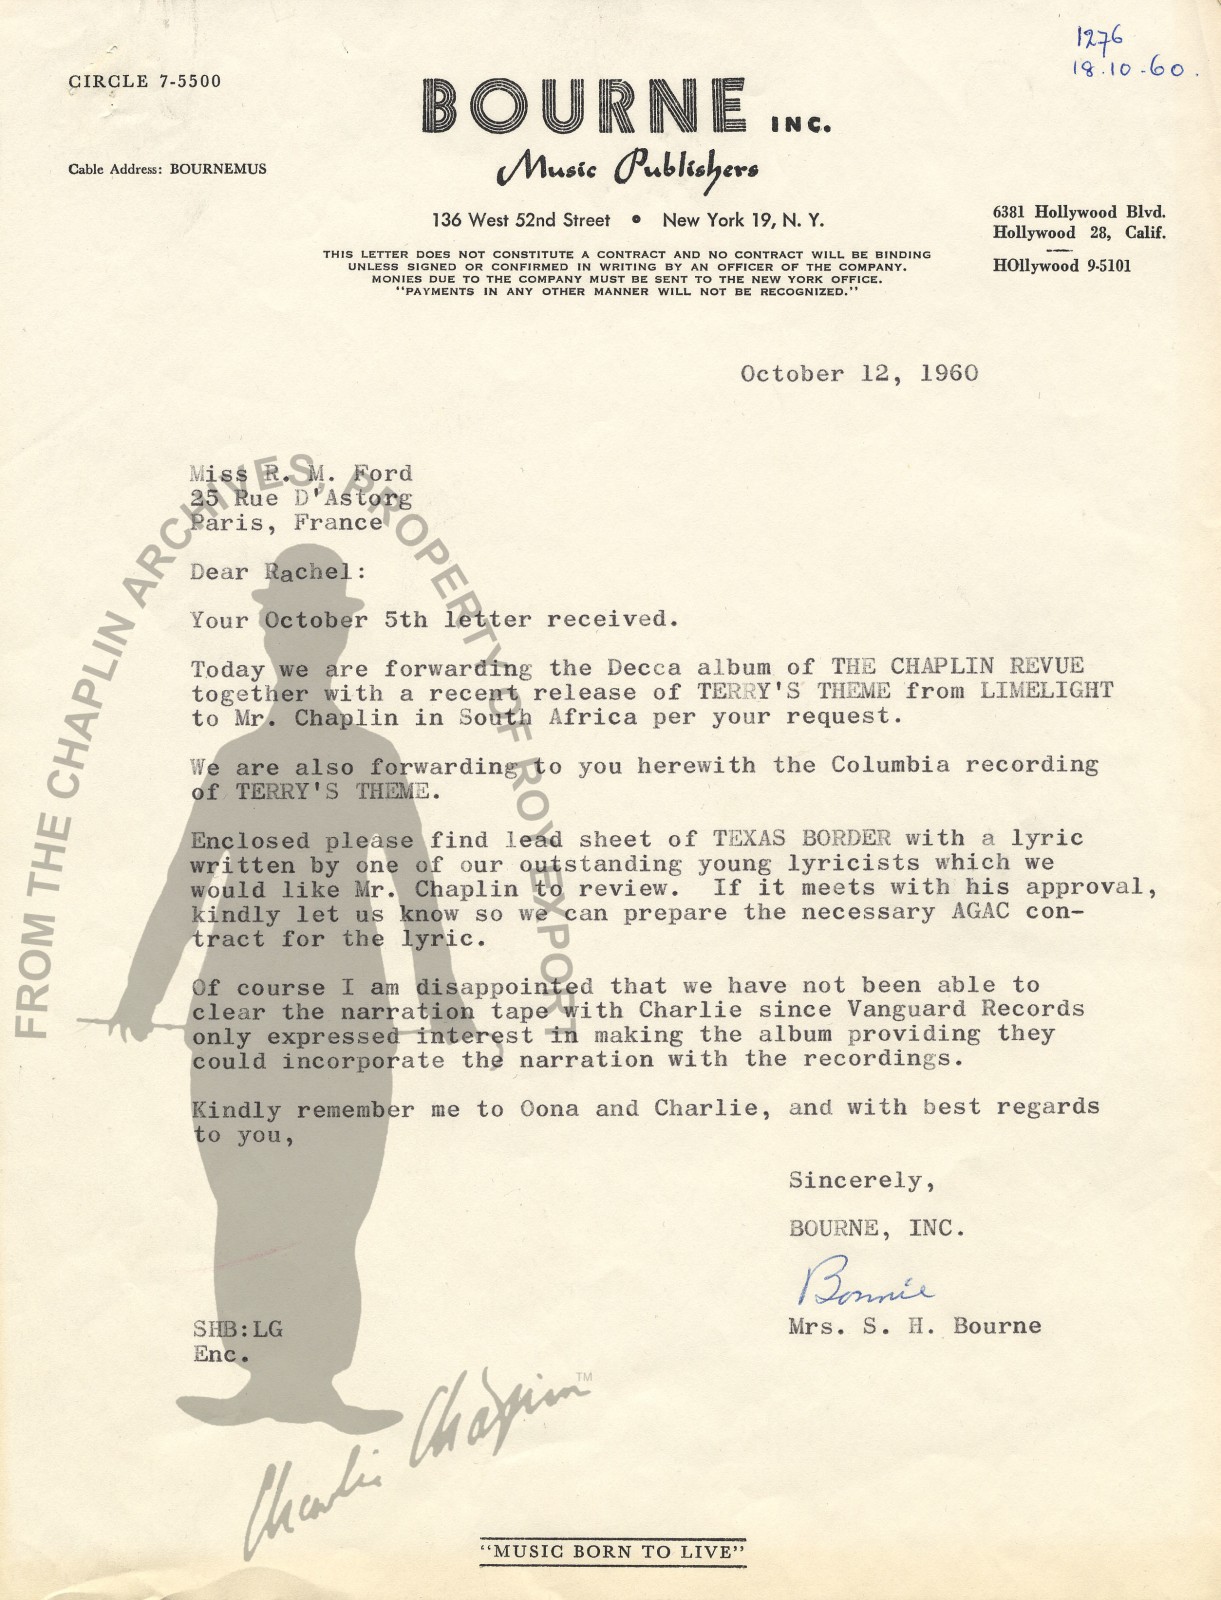 1276
18.10-60.
CIRCLE 7-5500
BOURNE INC.
Music Publishers
Cable Address: BOURNEMUS
136 West 52nd Street • New York 19, N. Y.
6381 Hollywood Blvd.
Hollywood 28, Calif.
HOllywood 9-5101
THIS LETTER DOES NOT CONSTITUTE A CONTRACT AND NO CONTRACT WILL BE BINDING
UNLESS SIGNED OR CONFIRMED IN WRITING BY AN OFFICER OF THE COMPANY.
MONIES DUE TO THE COMPANY MUST BE SENT TO THE NEW YORK OFFICE.
"PAYMENTS IN ANY OTHER MANNER WILL NOT BE RECOGNIZED."
October 12, 1960
Miss R. M. Ford
25 Rue D'Astorg
Paris, France
Dear Rachel:
Your October 5th letter received.
Today we are forwarding the Decca album of THE CHAPLIN REVUE
together with a recent release of TERRY'S THEME from LIMELIGHT
to Mr. Chaplin in South Africa per your request.
We are also forwarding to you herewith the Columbia recording
of TERRY'S THEME.
Enclosed please find lead sheet of TEXAS BORDER with a lyric
written by one of our outstanding young lyricists which we
would like Mr. Chaplin to review. If it meets with his approval,
kindly let us know so we can prepare the necessary AGAC con-
tract for the lyric.
Of course I am disappointed that we have not been able to
clear the narration tape with Charlie since Vanguard Records
only expressed interest in making the album providing they
could incorporate the narration with the recordings.
Kindly remember me to Oona and Charlie, and with best regards
to you,
Sincerely,
BOURNE, INC.
Bonnie
Mrs. S. H. Bourne
SHB:LG
Enc.
FROM THE CHAPLIN ARCHIVES, PROPERTY OF ROY EXPORT
Charlie Chaplin TM
"MUSIC BORN TO LIVE"